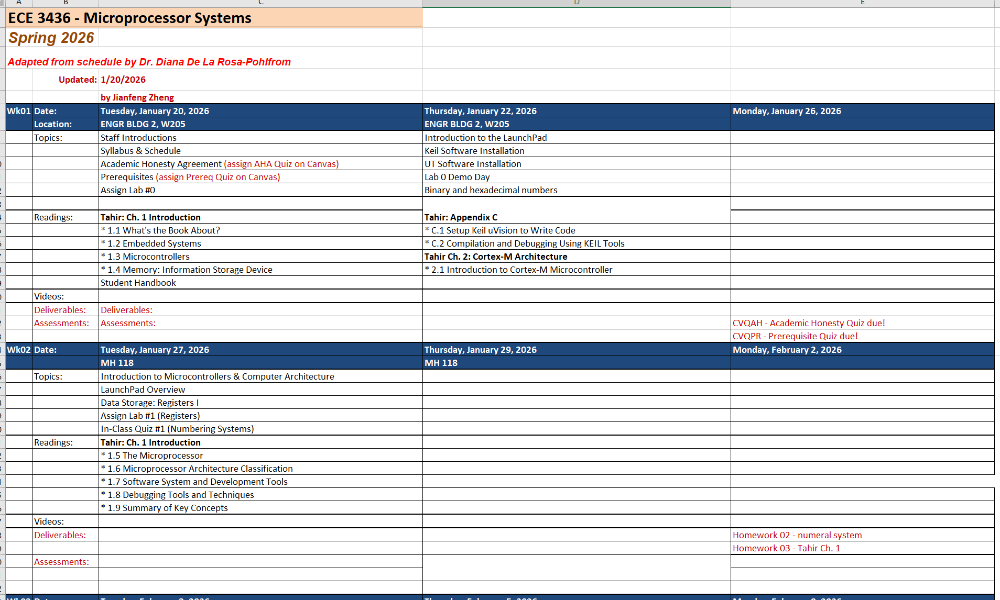 A B C D E
ECE 3436 - Microprocessor Systems
Spring 2026
Adapted from schedule by Dr. Diana De La Rosa-Pohlfrom
Updated: 1/20/2026
by Jianfeng Zheng
Wk01 Date: Tuesday, January 20, 2026 Thursday, January 22, 2026 Monday, January 26, 2026
Location: ENGR BLDG 2, W205 ENGR BLDG 2, W205
Topics: Staff Introductions Introduction to the LaunchPad
Syllabus & Schedule Keil Software Installation
Academic Honesty Agreement (assign AHA Quiz on Canvas) UT Software Installation
Prerequisites (assign Prereq Quiz on Canvas) Lab 0 Demo Day
Assign Lab #0 Binary and hexadecimal numbers
Readings: Tahir: Ch. 1 Introduction Tahir: Appendix C
* 1.1 What's the Book About? * C.1 Setup Keil uVision to Write Code
* 1.2 Embedded Systems * C.2 Compilation and Debugging Using KEIL Tools
* 1.3 Microcontrollers Tahir Ch. 2: Cortex-M Architecture
* 1.4 Memory: Information Storage Device * 2.1 Introduction to Cortex-M Microcontroller
Student Handbook
Videos:
Deliverables: Deliverables:
Assessments: Assessments: CVQAH - Academic Honesty Quiz due!
CVQPR - Prerequisite Quiz due!
Wk02 Date: Tuesday, January 27, 2026 Thursday, January 29, 2026 Monday, February 2, 2026
MH 118 MH 118
Topics: Introduction to Microcontrollers & Computer Architecture
LaunchPad Overview
Data Storage: Registers I
Assign Lab #1 (Registers)
In-Class Quiz #1 (Numbering Systems)
Readings: Tahir: Ch. 1 Introduction
* 1.5 The Microprocessor
* 1.6 Microprocessor Architecture Classification
* 1.7 Software System and Development Tools
* 1.8 Debugging Tools and Techniques
* 1.9 Summary of Key Concepts
Videos:
Deliverables: Homework 02 - numeral system
Homework 03 - Tahir Ch. 1
Assessments: